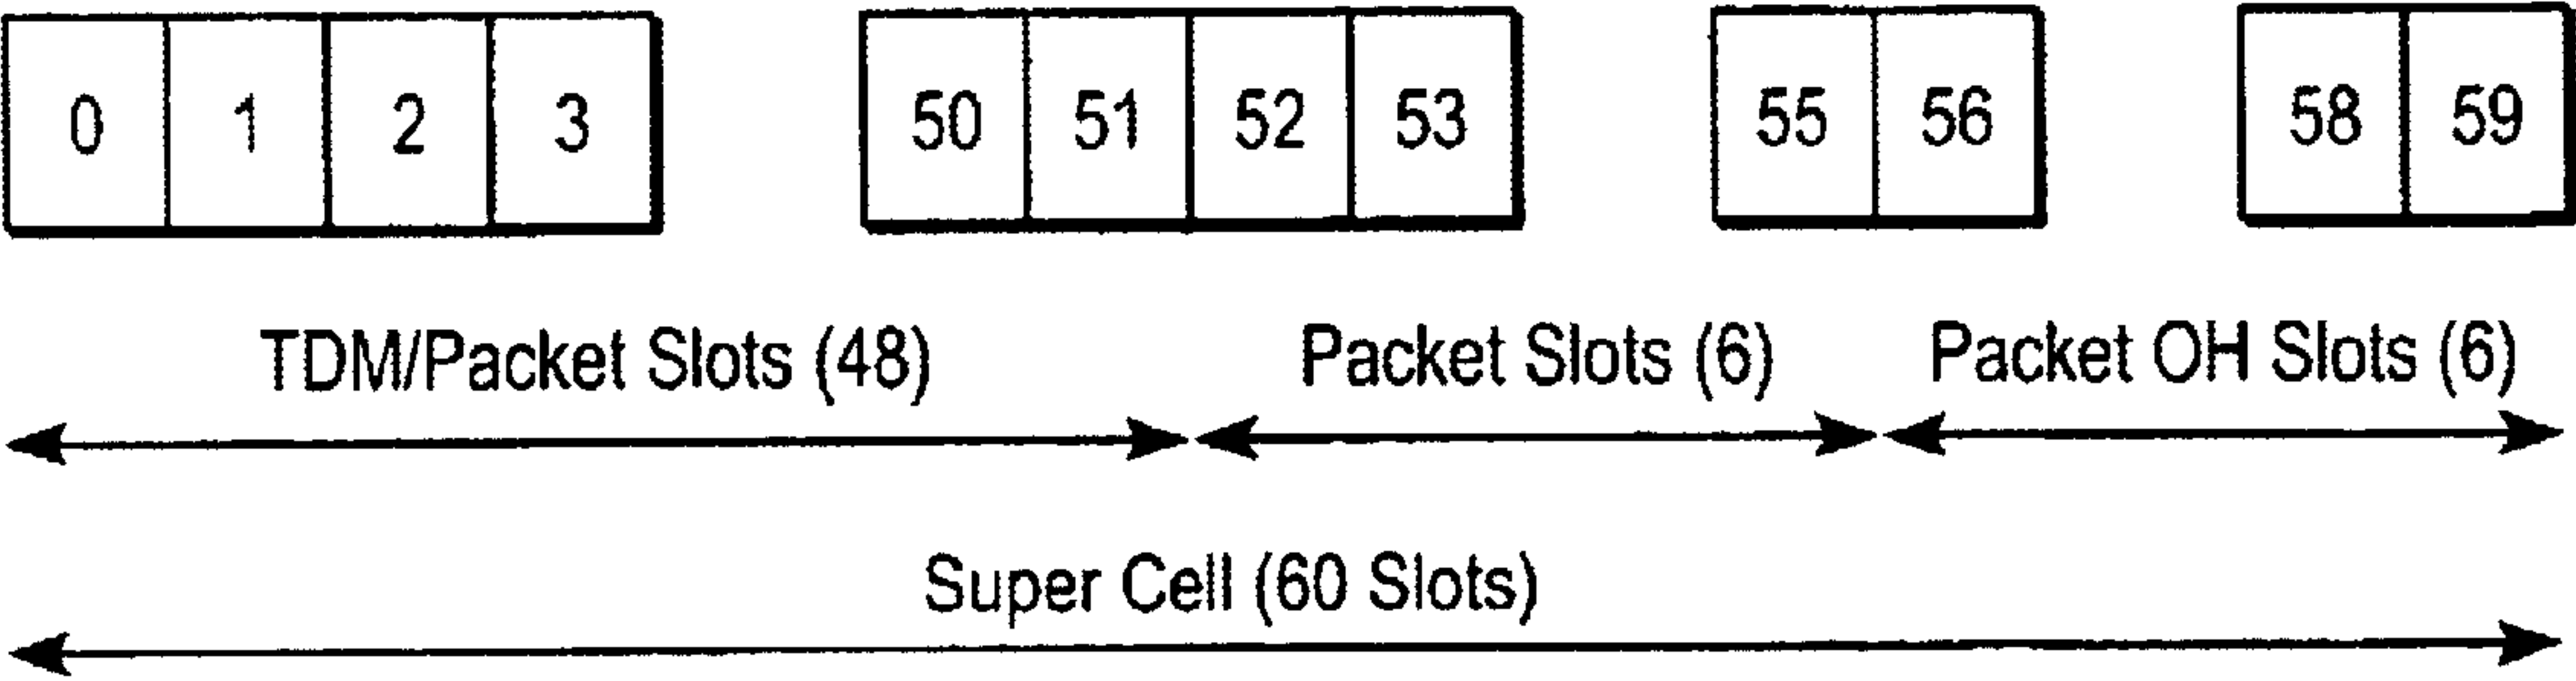 0 1 2 3 50 51 52 53 55 56 58 59
TDM/Packet Slots (48) Packet Slots (6) Packet OH Slots (6)
Super Cell (60 Slots)